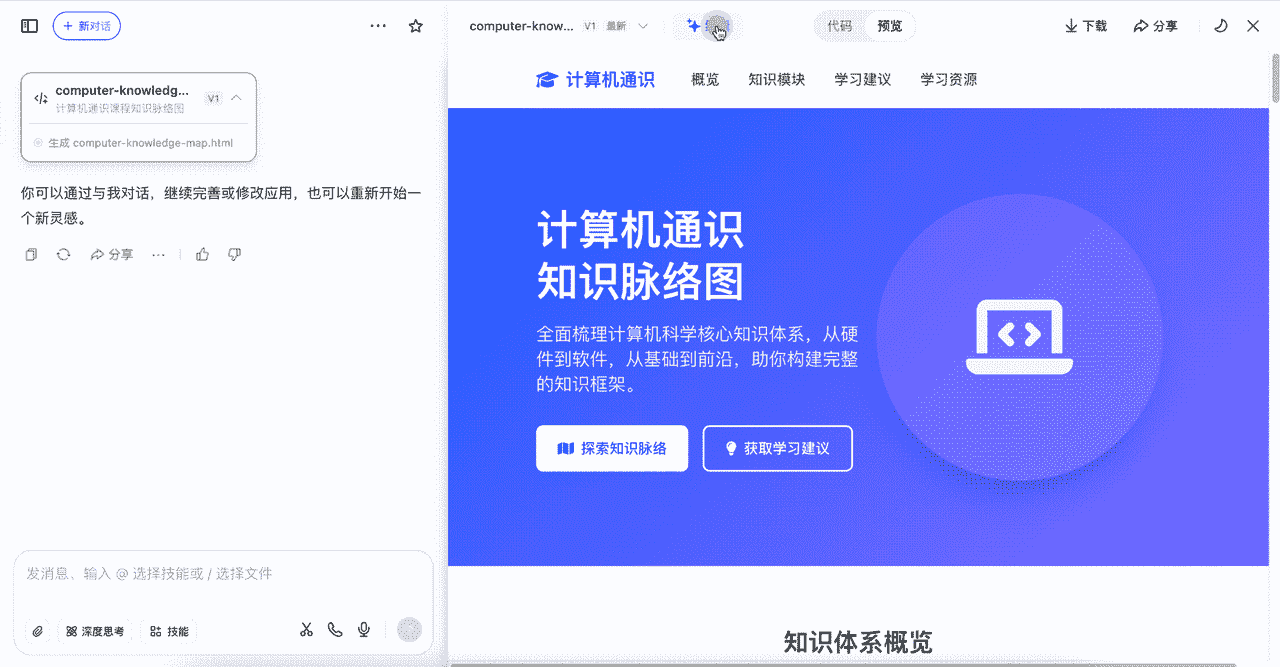 新对话
computer-know...
V1
最新
代码
预览
下载
分享
computer-knowledg...
V1
计算机通识课程知识脉络图
生成 computer-knowledge-map.html
你可以通过与我对话，继续完善或修改应用，也可以重新开始一
个新灵感。
分享
发消息、输入 @ 选择技能或 / 选择文件
深度思考
技能
计算机通识
概览
知识模块
学习建议
学习资源
计算机通识
知识脉络图
全面梳理计算机科学核心知识体系，从硬
件到软件，从基础到前沿，助你构建完整
的知识框架。
探索知识脉络
获取学习建议
知识体系概览